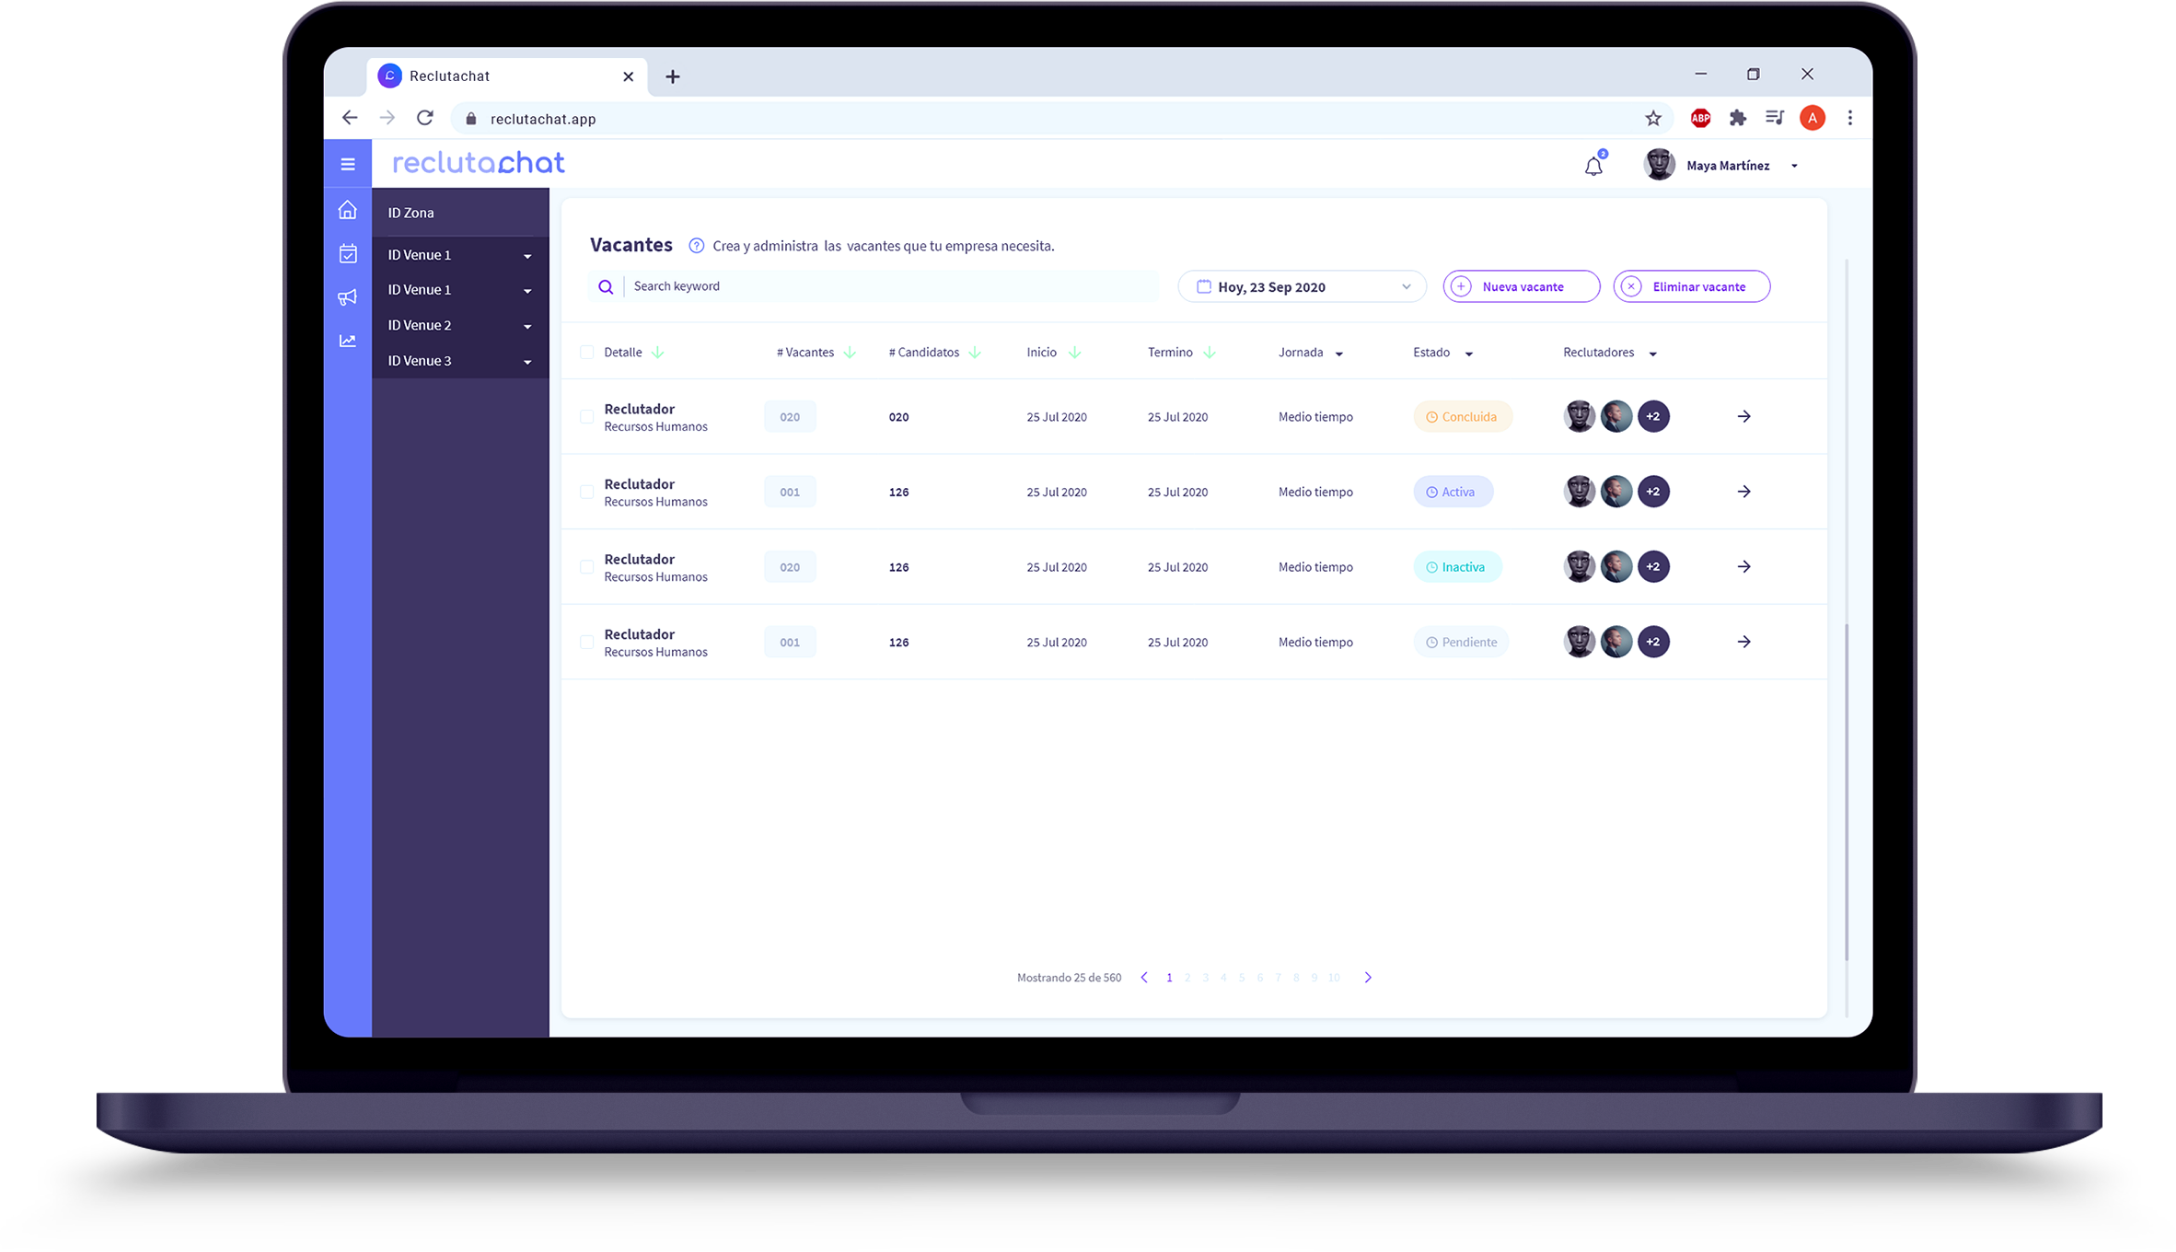 Reclutachat
reclutachat.app
ABP
A
reclutachat
2
Maya Martínez
ID Zona
ID Venue 1
ID Venue 1
ID Venue 2
ID Venue 3
Vacantes ? Crea y administra las vacantes que tu empresa necesita.
Search keyword
Hoy, 23 Sep 2020
Nueva vacante
Eliminar vacante
Detalle # Vacantes # Candidatos Inicio Termino Jornada Estado Reclutadores
Reclutador
Recursos Humanos
020 020 25 Jul 2020 25 Jul 2020 Medio tiempo Concluida +2
Reclutador
Recursos Humanos
001 126 25 Jul 2020 25 Jul 2020 Medio tiempo Activa +2
Reclutador
Recursos Humanos
020 126 25 Jul 2020 25 Jul 2020 Medio tiempo Inactiva +2
Reclutador
Recursos Humanos
001 126 25 Jul 2020 25 Jul 2020 Medio tiempo Pendiente +2
Mostrando 25 de 560 1 2 3 4 5 6 7 8 9 10